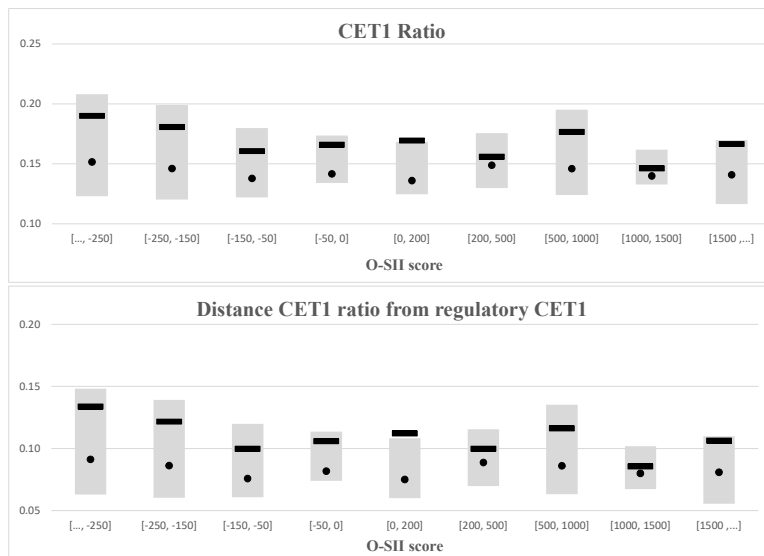 CET1 Ratio
0.25
0.20
0.15
0.10
[..., -250] [-250, -150] [-150, -50] [-50, 0] [0, 200] [200, 500] [500, 1000] [1000, 1500] [1500 ,...]
O-SII score
Distance CET1 ratio from regulatory CET1
0.20
0.15
0.10
0.05
[..., -250] [-250, -150] [-150, -50] [-50, 0] [0, 200] [200, 500] [500, 1000] [1000, 1500] [1500 ,...]
O-SII score